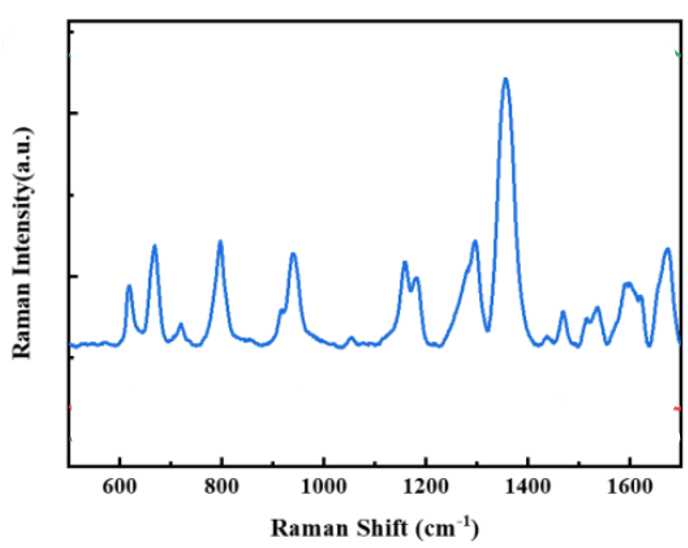 Raman Intensity(a.u.)
600 800 1000 1200 1400 1600
Raman Shift (cm⁻¹)